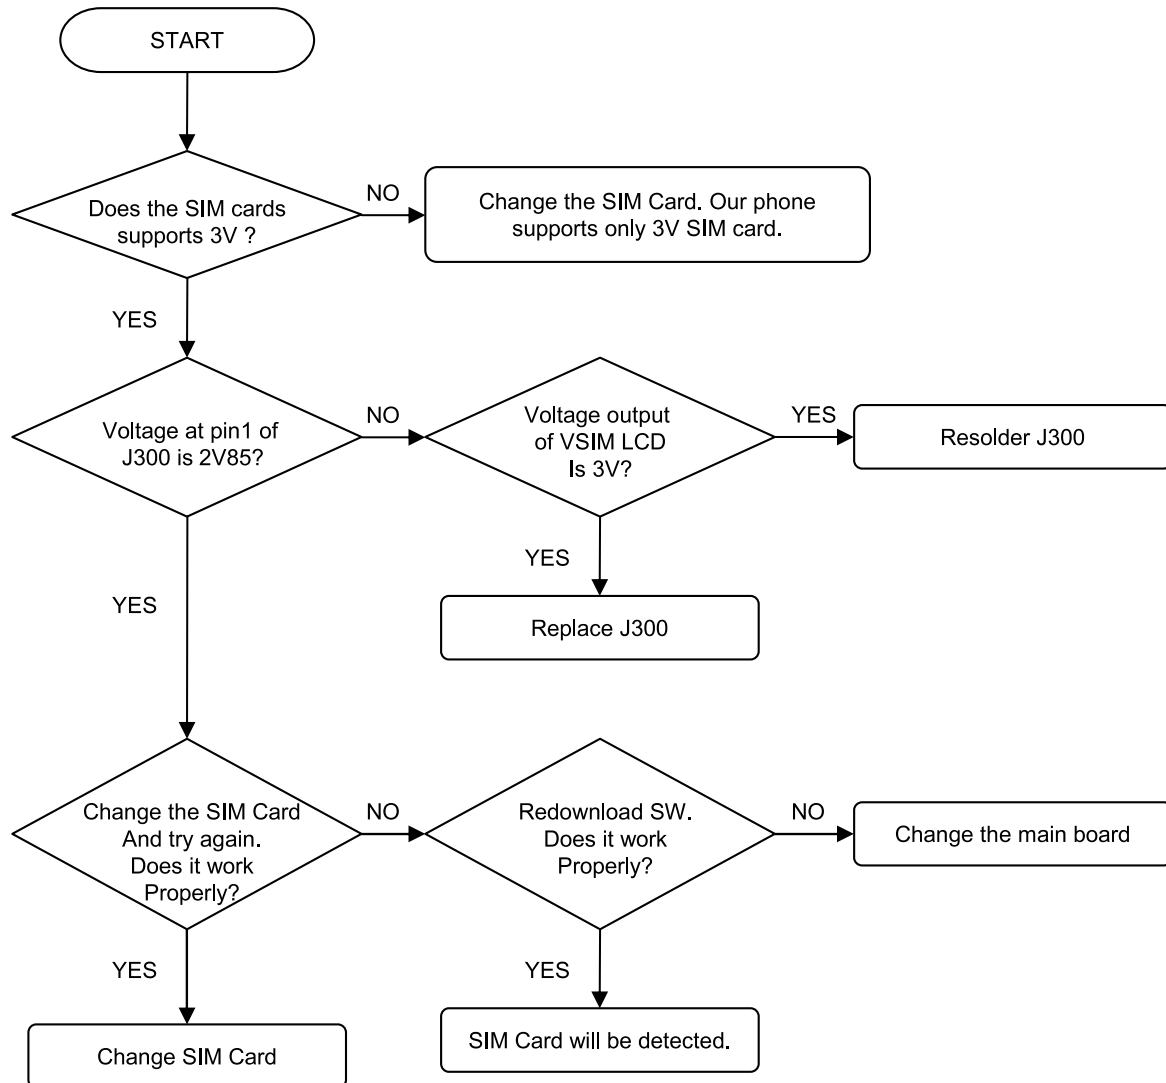 START
Does the SIM cards
supports 3V ?
NO
Change the SIM Card. Our phone
supports only 3V SIM card.
YES
Voltage at pin1 of
J300 is 2V85?
NO
Voltage output
of VSIM LCD
Is 3V?
YES
Resolder J300
YES
Replace J300
YES
Change the SIM Card
And try again.
Does it work
Properly?
NO
Redownload SW.
Does it work
Properly?
NO
Change the main board
YES
Change SIM Card
YES
SIM Card will be detected.